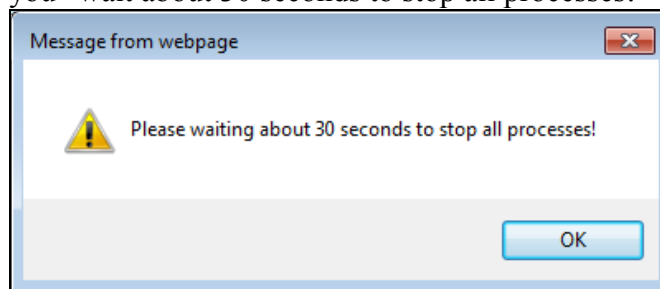 you "wait about 30 seconds to stop all processes."
Message from webpage
Please waiting about 30 seconds to stop all processes!
OK